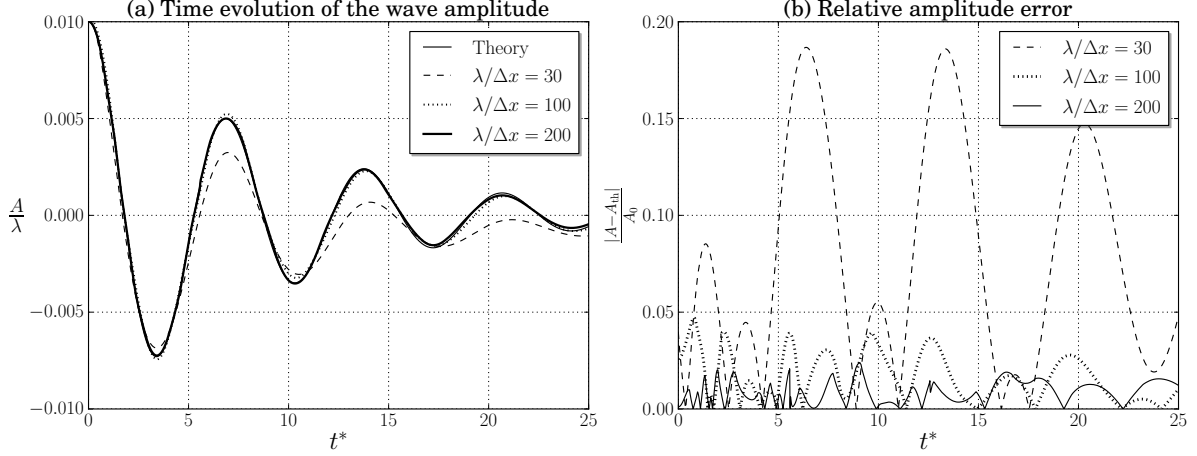 (a) Time evolution of the wave amplitude
0.010
0.005
0.000
−0.005
−0.010
A/λ
0 5 10 15 20 25
t*
Theory
λ/Δx = 30
λ/Δx = 100
λ/Δx = 200
(b) Relative amplitude error
0.20
0.15
0.10
0.05
0.00
|A−A_th|/A_0
0 5 10 15 20 25
t*
λ/Δx = 30
λ/Δx = 100
λ/Δx = 200